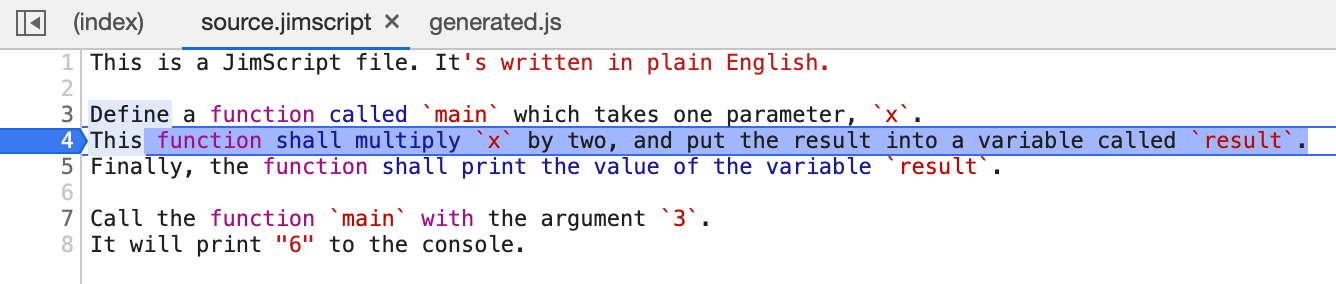 (index) source.jimscript × generated.js
1 This is a JimScript file. It's written in plain English.
2
3 Define a function called `main` which takes one parameter, `x`.
4 This function shall multiply `x` by two, and put the result into a variable called `result`.
5 Finally, the function shall print the value of the variable `result`.
6
7 Call the function `main` with the argument `3`.
8 It will print "6" to the console.